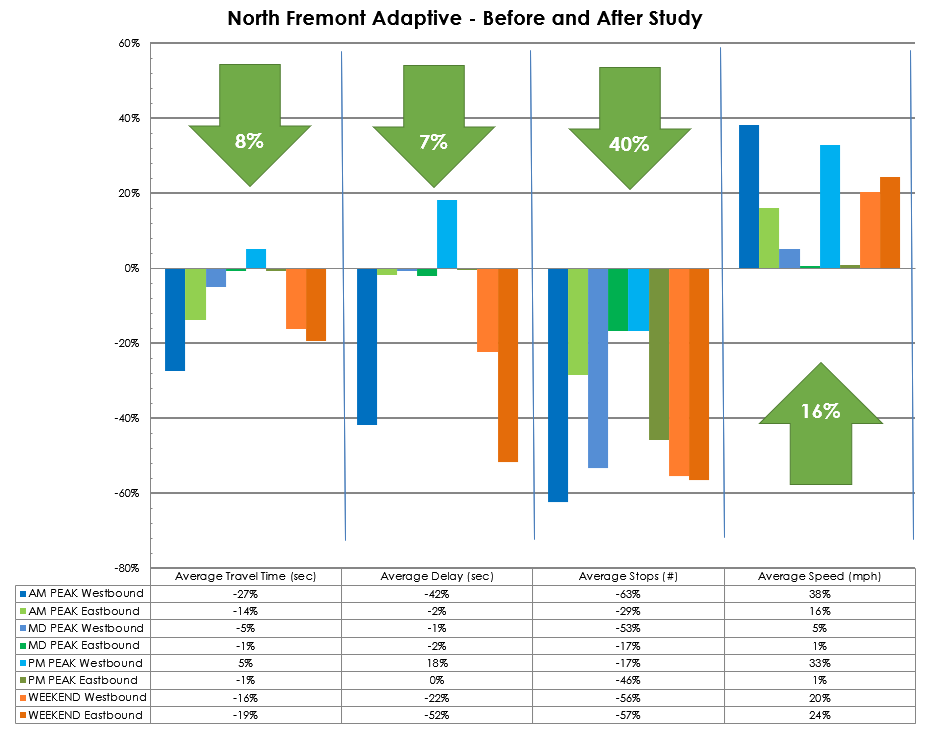 North Fremont Adaptive - Before and After Study
60%
40%
20%
0%
-20%
-40%
-60%
-80%
8%
7%
40%
16%
Average Travel Time (sec) Average Delay (sec) Average Stops (#) Average Speed (mph)
AM PEAK Westbound -27% -42% -63% 38%
AM PEAK Eastbound -14% -2% -29% 16%
MD PEAK Westbound -5% -1% -53% 5%
MD PEAK Eastbound -1% -2% -17% 1%
PM PEAK Westbound 5% 18% -17% 33%
PM PEAK Eastbound -1% 0% -46% 1%
WEEKEND Westbound -16% -22% -56% 20%
WEEKEND Eastbound -19% -52% -57% 24%